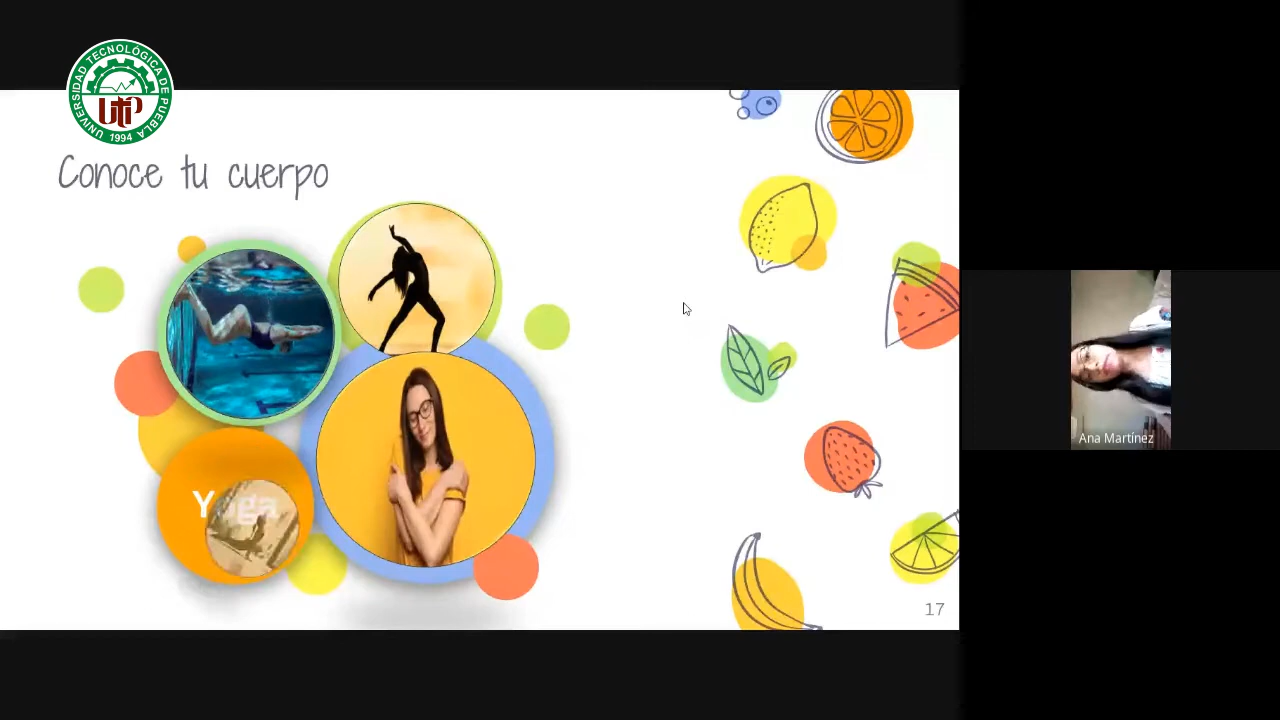 UNIVERSIDAD TECNOLÓGICA DE PUEBLA
UTP
1994
Conoce tu cuerpo
Yoga
Ana Martínez
17